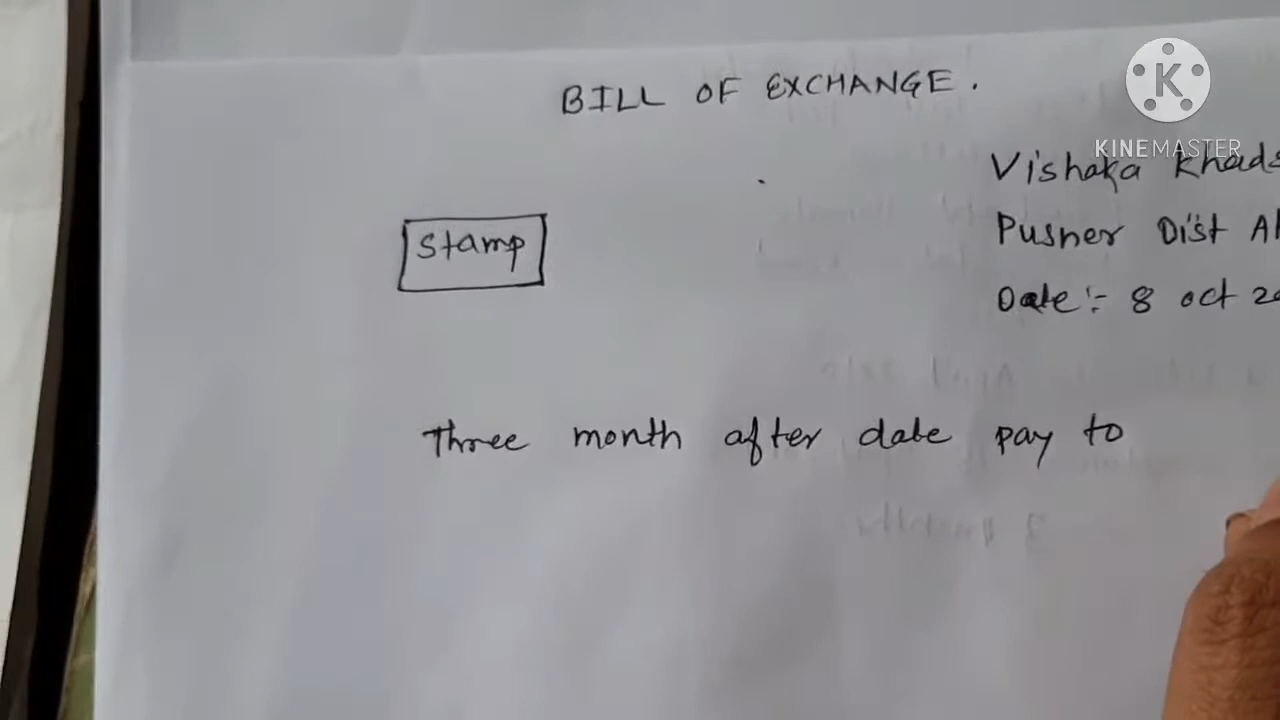 BILL OF EXCHANGE.
KINEMASTER
Vishaka
Pusner Dist
Date:- 8 oct
Stamp
Three month after date pay to